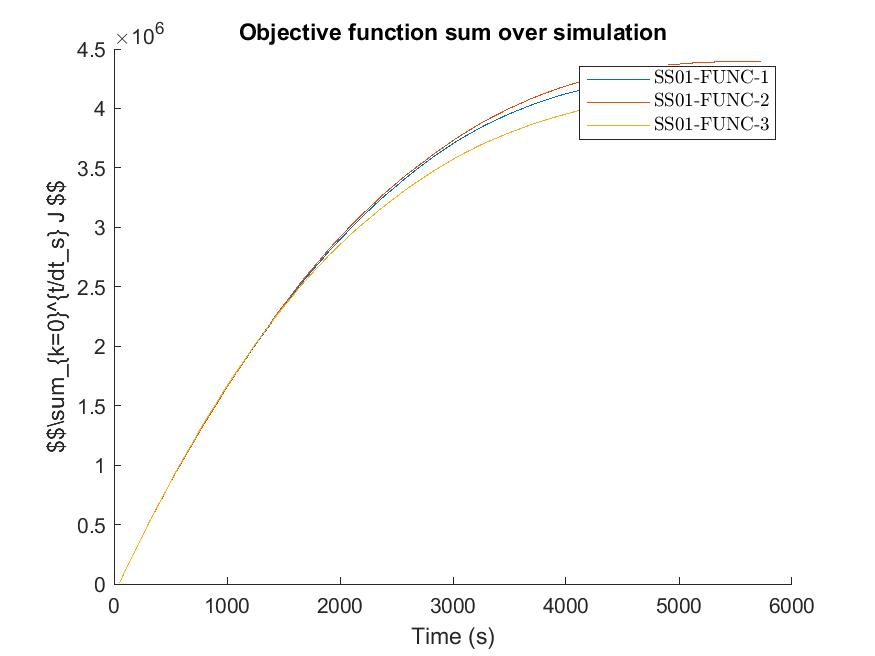 Objective function sum over simulation
×10^6
4.5
4
3.5
3
2.5
2
1.5
1
0.5
0
$$\sum_{k=0}^{t/dt_s} J $$
SS01-FUNC-1
SS01-FUNC-2
SS01-FUNC-3
0 1000 2000 3000 4000 5000 6000
Time (s)